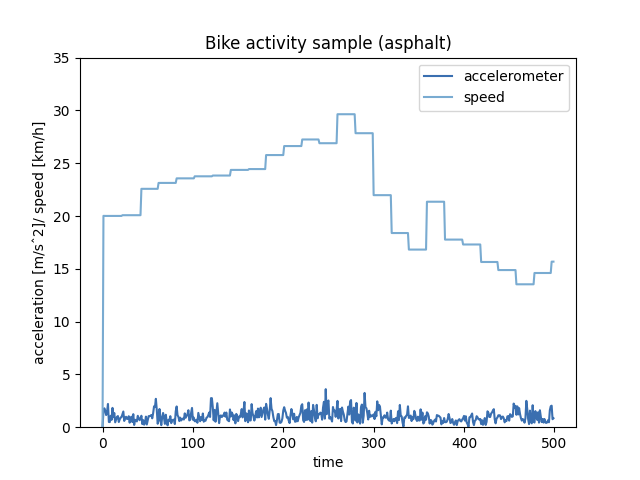 Bike activity sample (asphalt)
accelerometer
speed
acceleration [m/s^2]/ speed [km/h]
35
30
25
20
15
10
5
0
0 100 200 300 400 500
time